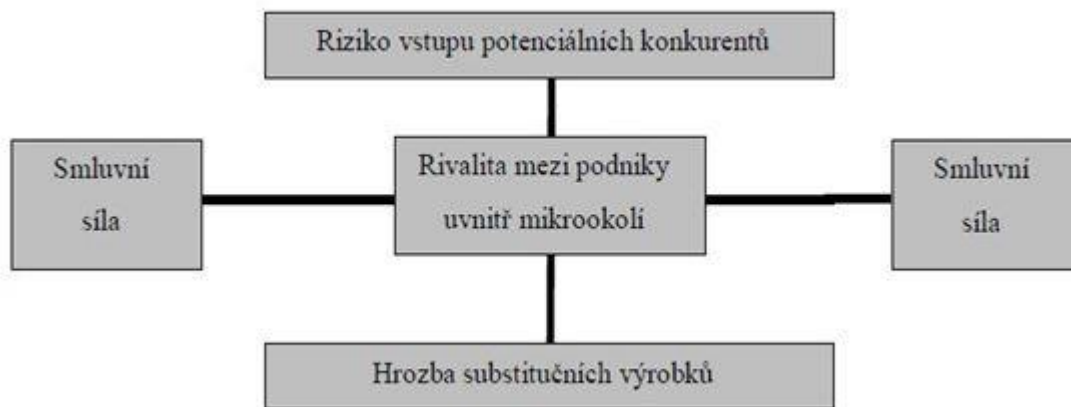 Riziko vstupu potenciálních konkurentů
Smluvní
síla
Rivalita mezi podniky
uvnitř mikrookolí
Smluvní
síla
Hrozba substitučních výrobků